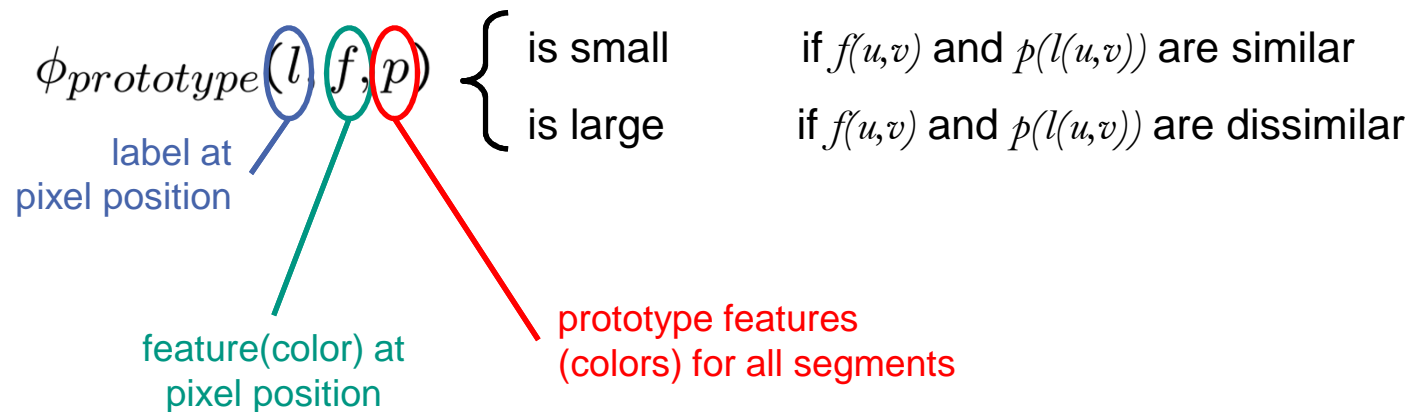 ϕprototype(l, f, p) { is small if f(u,v) and p(l(u,v)) are similar
is large if f(u,v) and p(l(u,v)) are dissimilar
label at
pixel position
feature(color) at
pixel position
prototype features
(colors) for all segments